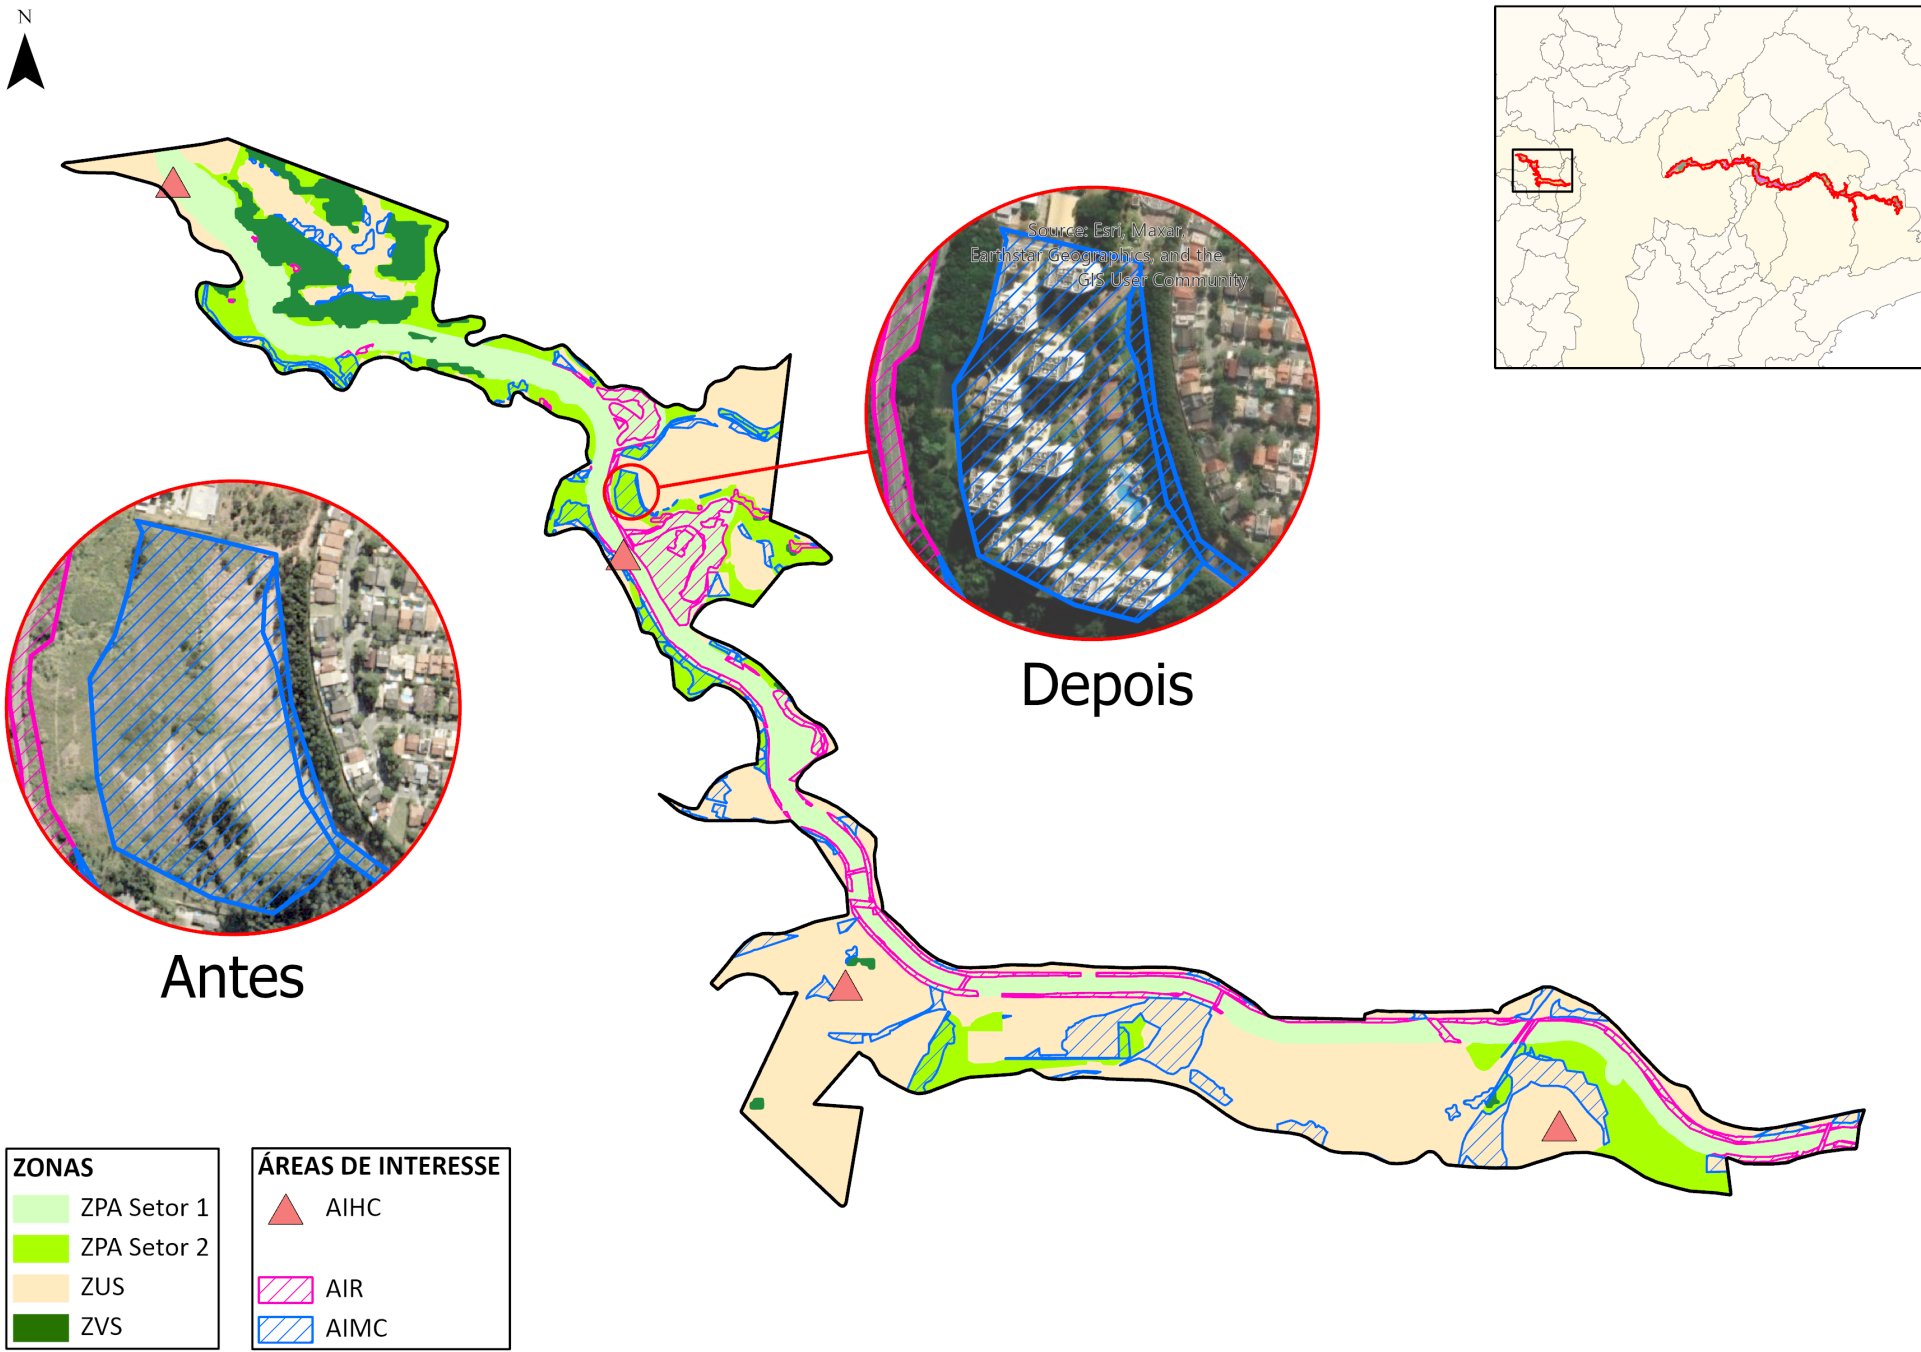 N
Source: Esri, Maxar,
Earthstar Geographics, and the
GIS User Community
Depois
Antes
ZONAS
ZPA Setor 1
ZPA Setor 2
ZUS
ZVS
ÁREAS DE INTERESSE
AIHC
AIR
AIMC